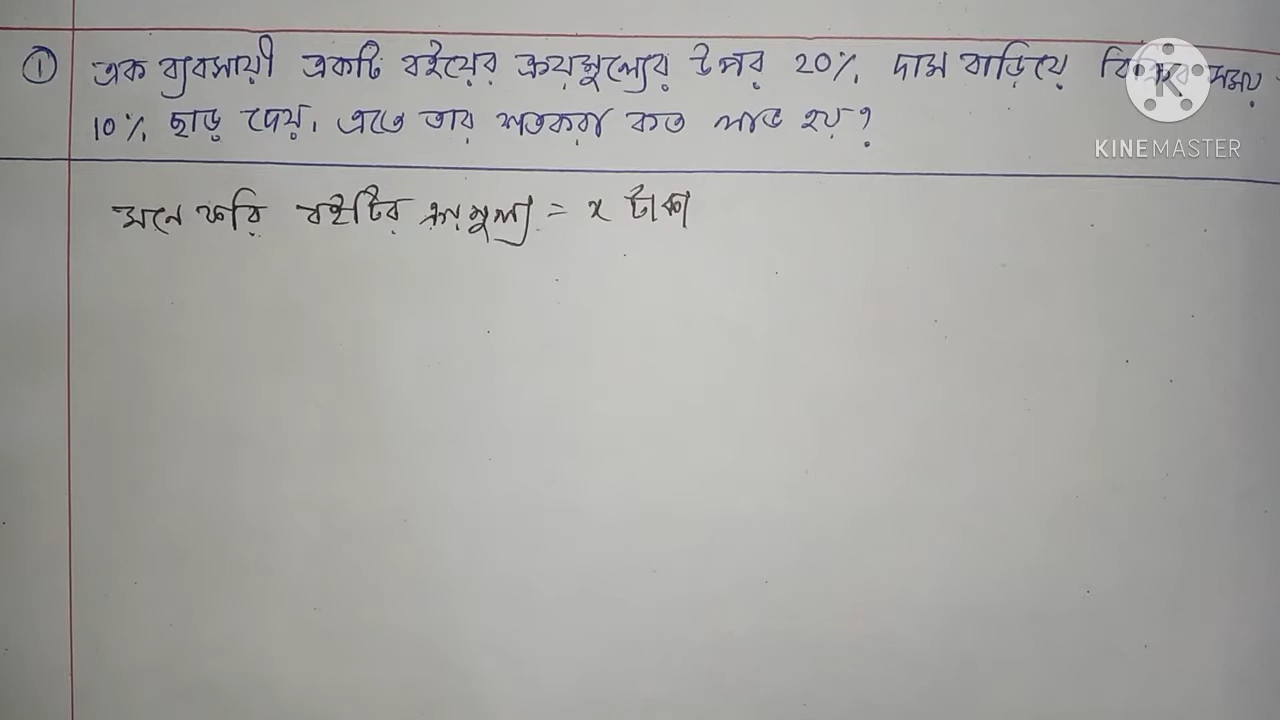 ① এক ব্যবসায়ী একটি বইয়ের ক্রয়মূল্যের উপর 20% দাম বাড়িয়ে সময়
10% ছাড় দেয়। এতে তার শতকরা কত লাভ হয়?
মনে করি বইটির ক্রয়মূল্য = x টাকা
K
KINEMASTER